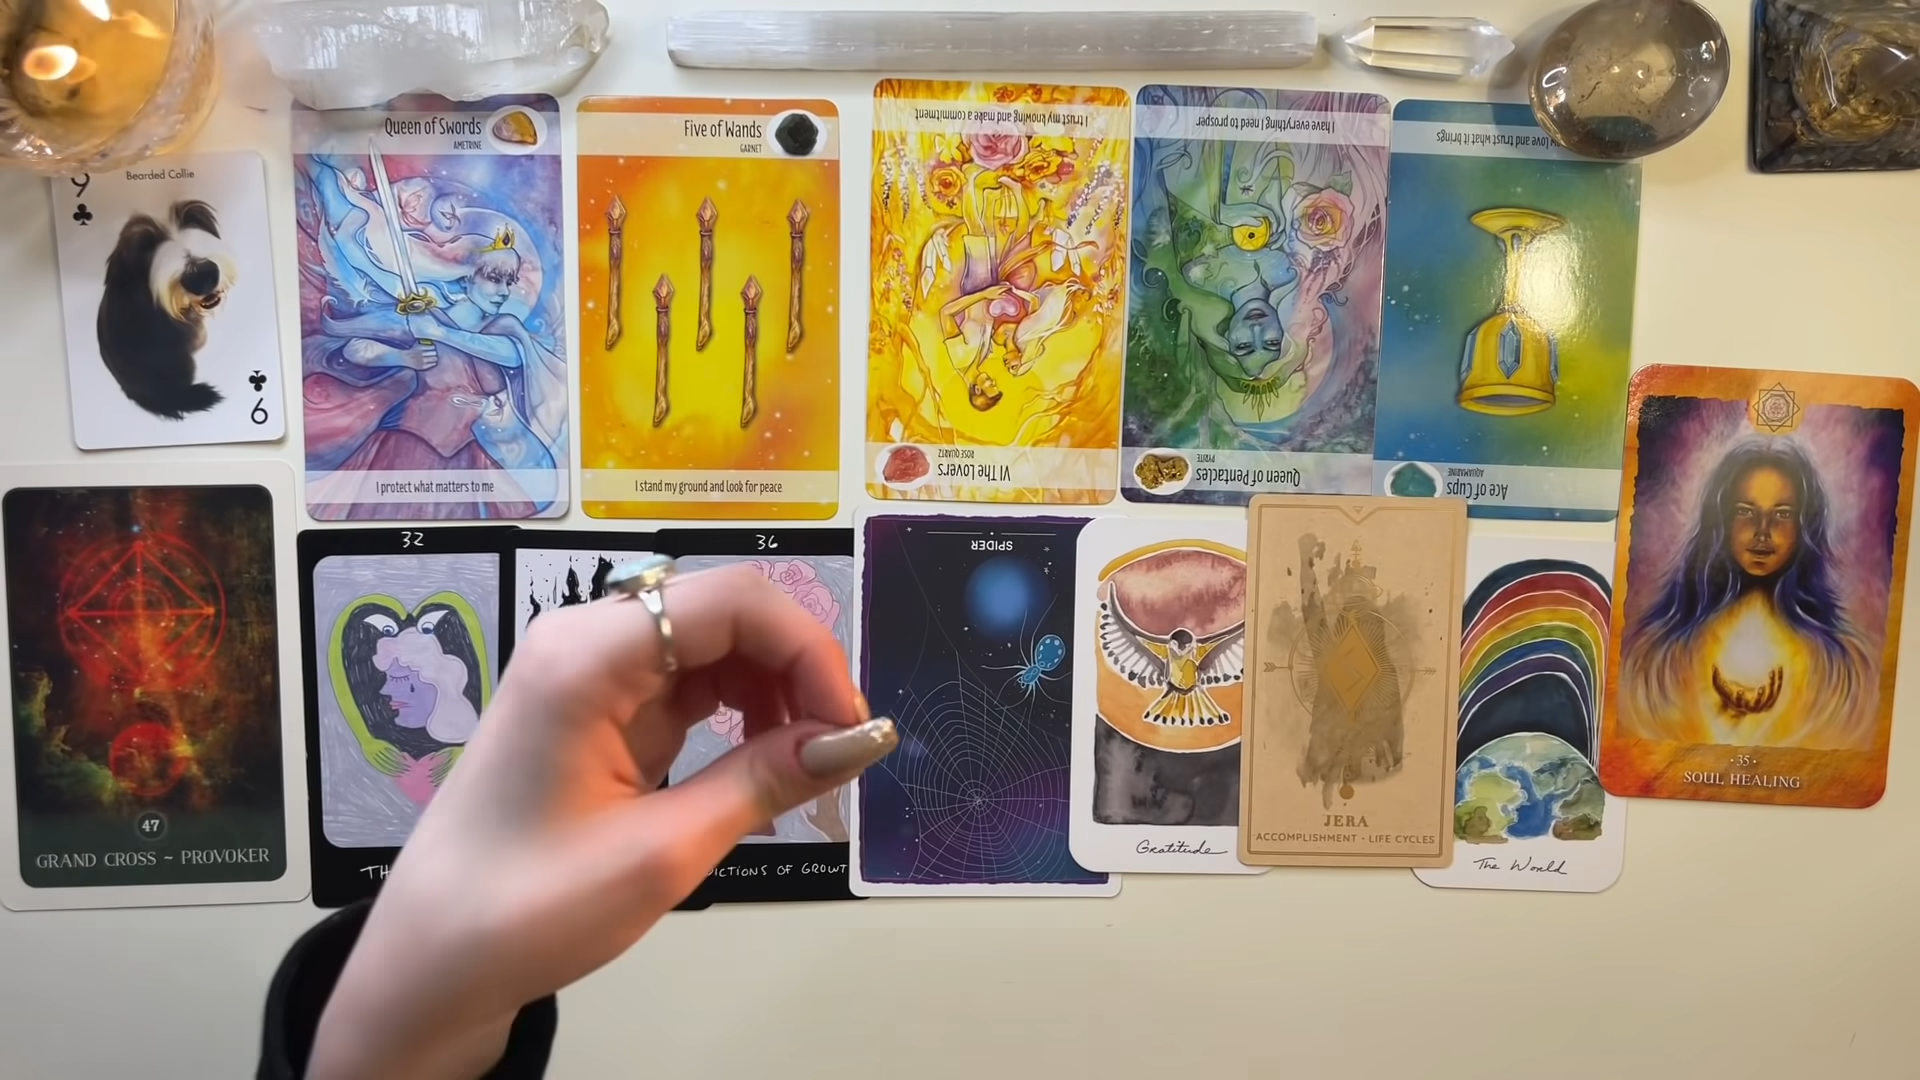 9
Bearded Collie
9
Queen of Swords
AMETRINE
I protect what matters to me
Five of Wands
GARNET
I stand my ground and look for peace
I trust my knowing and make a commitment
VI The Lovers
ROSE QUARTZ
I have everything I need to prosper
Queen of Pentacles
PYRITE
love and trust what it brings
Ace of Cups
AQUAMARINE
47
GRAND CROSS ~ PROVOKER
32
36
OF GROWT
SPIDER
Gratitude
JERA
ACCOMPLISHMENT - LIFE CYCLES
The World
• 35 •
SOUL HEALING